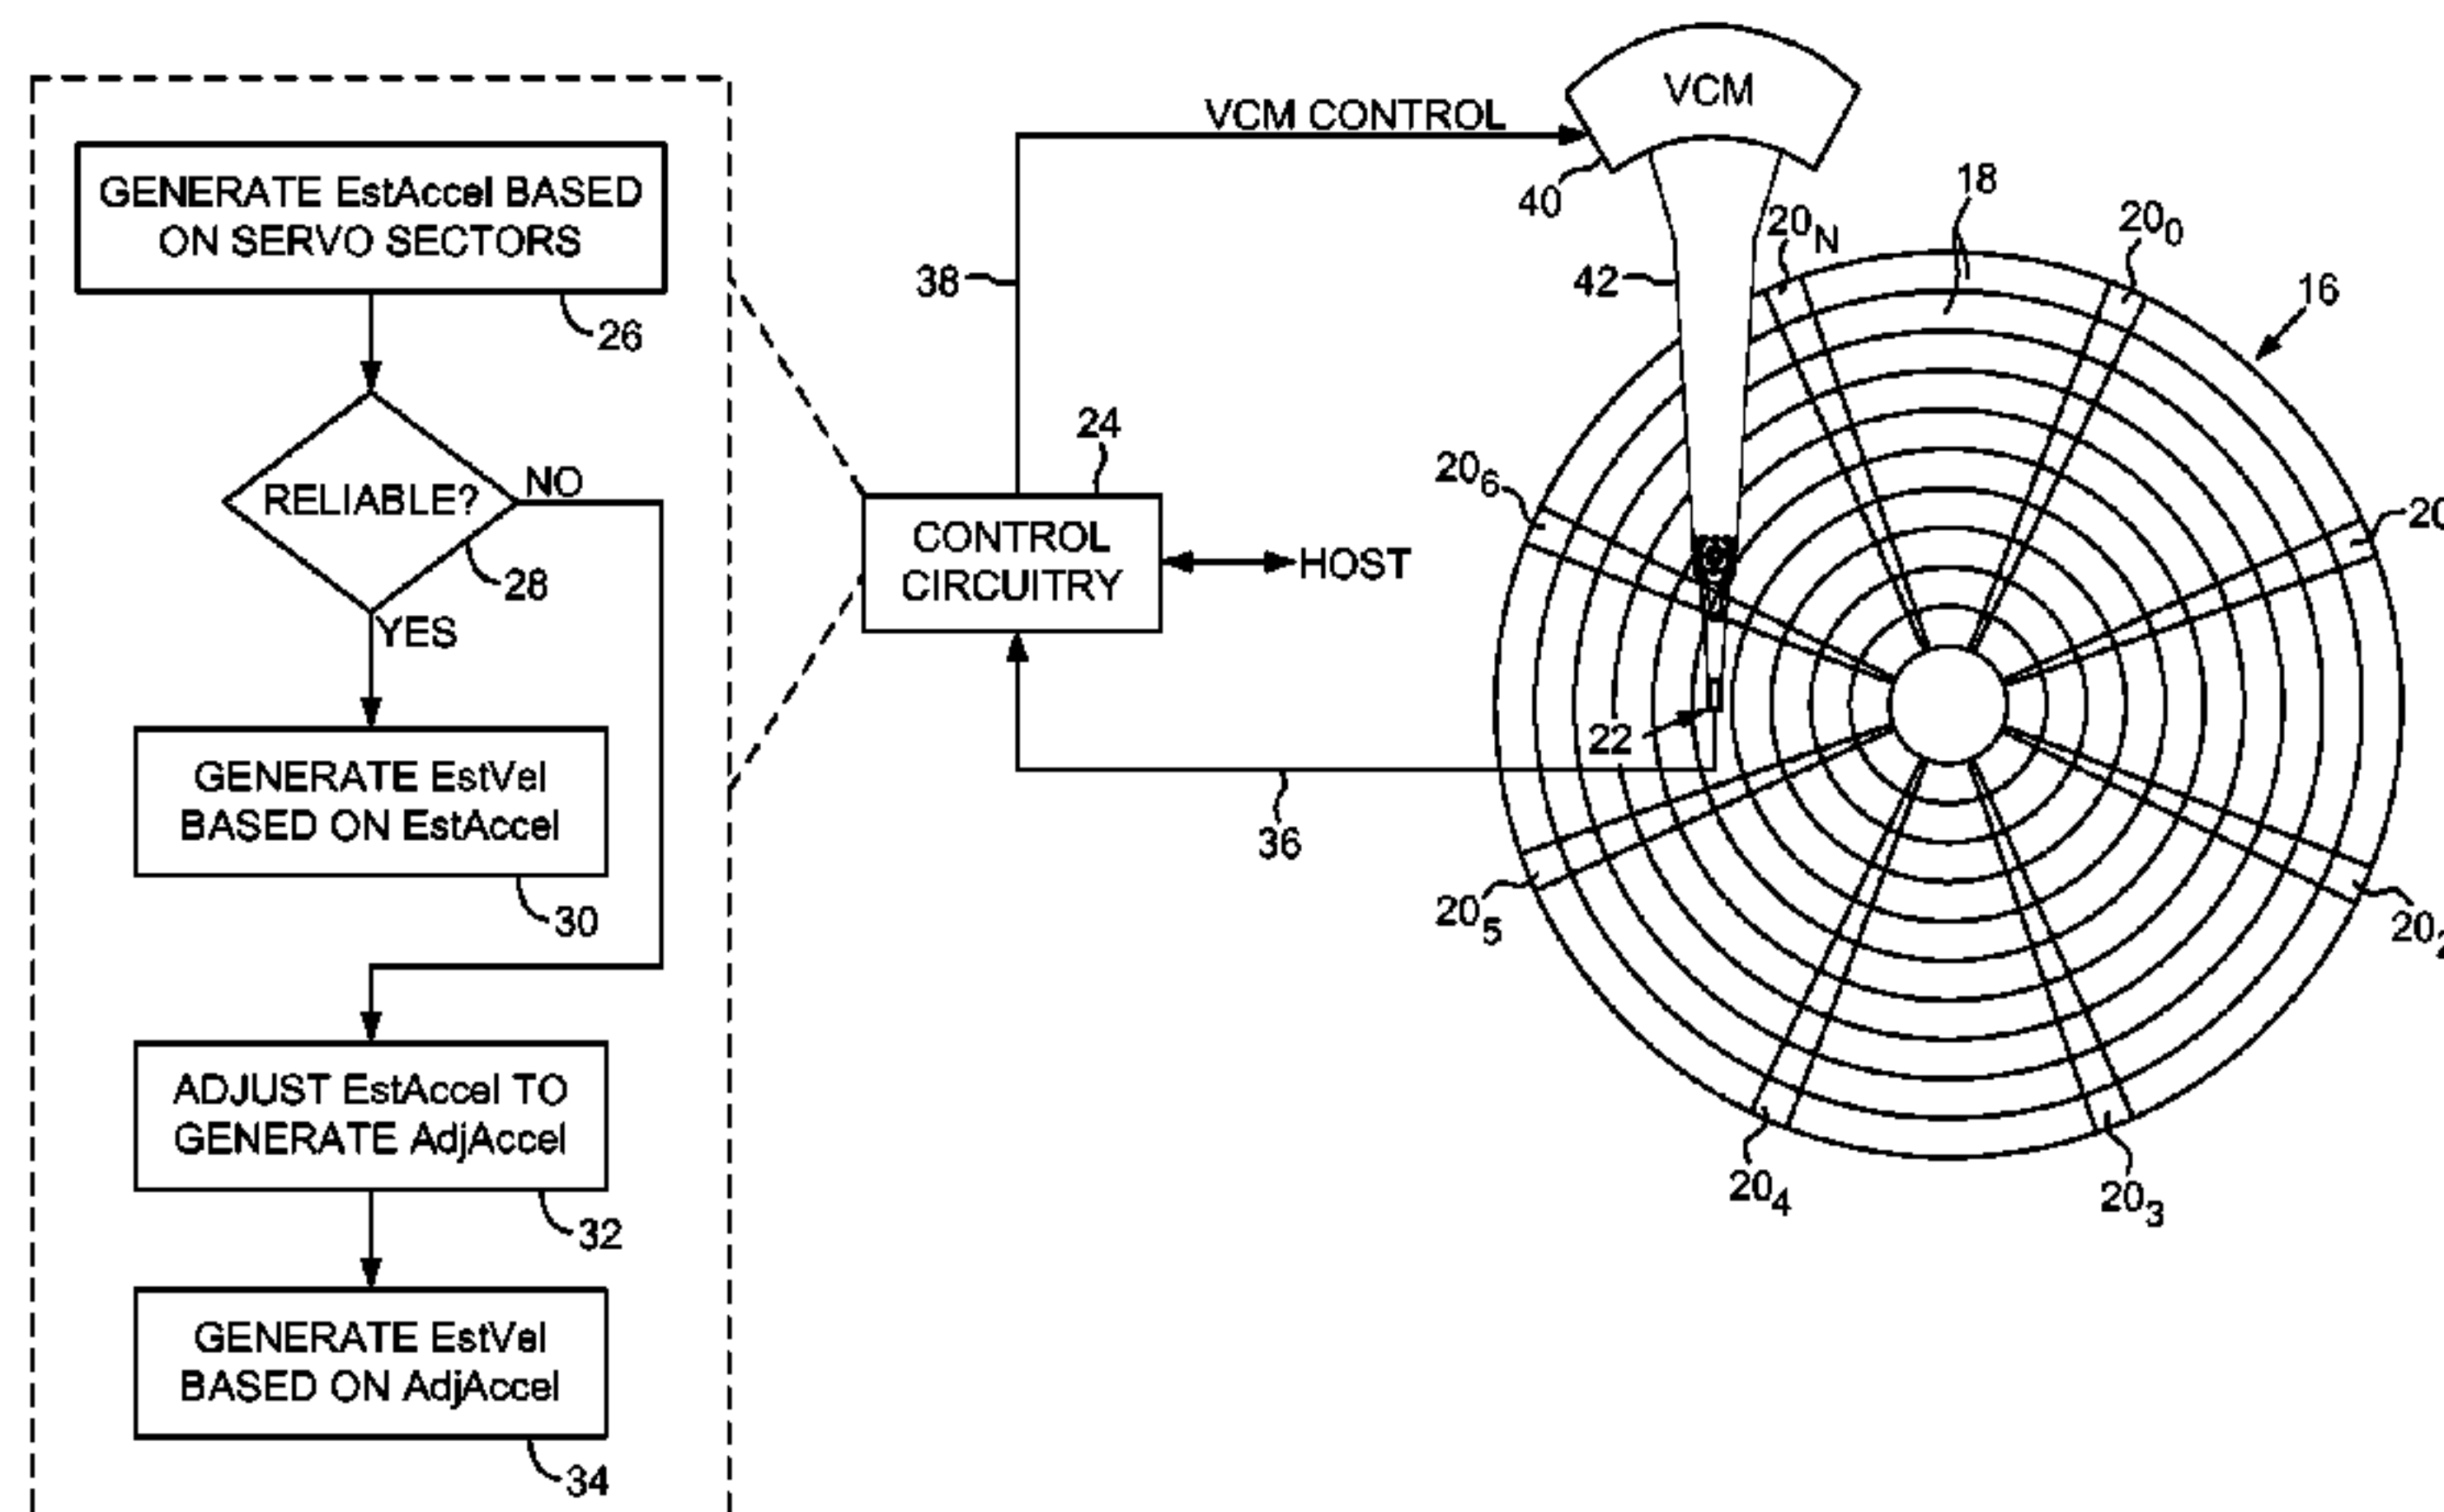 GENERATE EstAccel BASED
ON SERVO SECTORS
26
RELIABLE?
NO
28
YES
GENERATE EstVel
BASED ON EstAccel
30
ADJUST EstAccel TO
GENERATE AdjAccel
32
GENERATE EstVel
BASED ON AdjAccel
34
VCM CONTROL
38
24
CONTROL
CIRCUITRY
HOST
36
VCM
40
42
22
18
16
20N
200
20
202
203
204
205
206